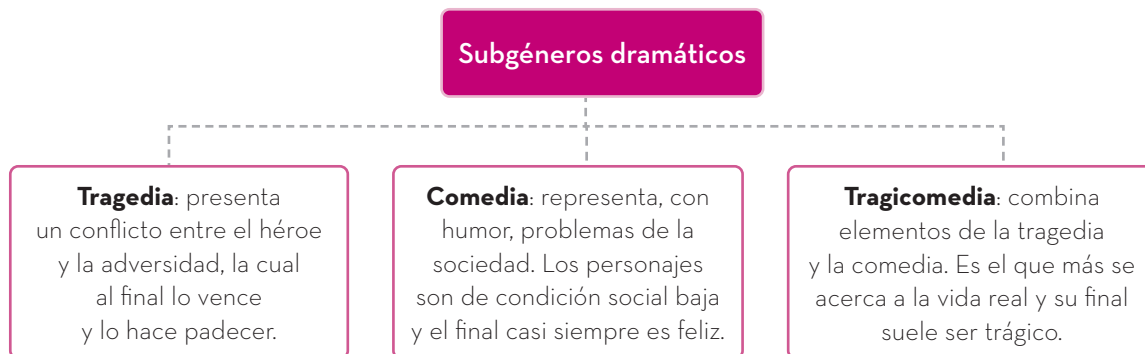 Subgéneros dramáticos
Tragedia: presenta
un conflicto entre el héroe
y la adversidad, la cual
al final lo vence
y lo hace padecer.
Comedia: representa, con
humor, problemas de la
sociedad. Los personajes
son de condición social baja
y el final casi siempre es feliz.
Tragicomedia: combina
elementos de la tragedia
y la comedia. Es el que más se
acerca a la vida real y su final
suele ser trágico.